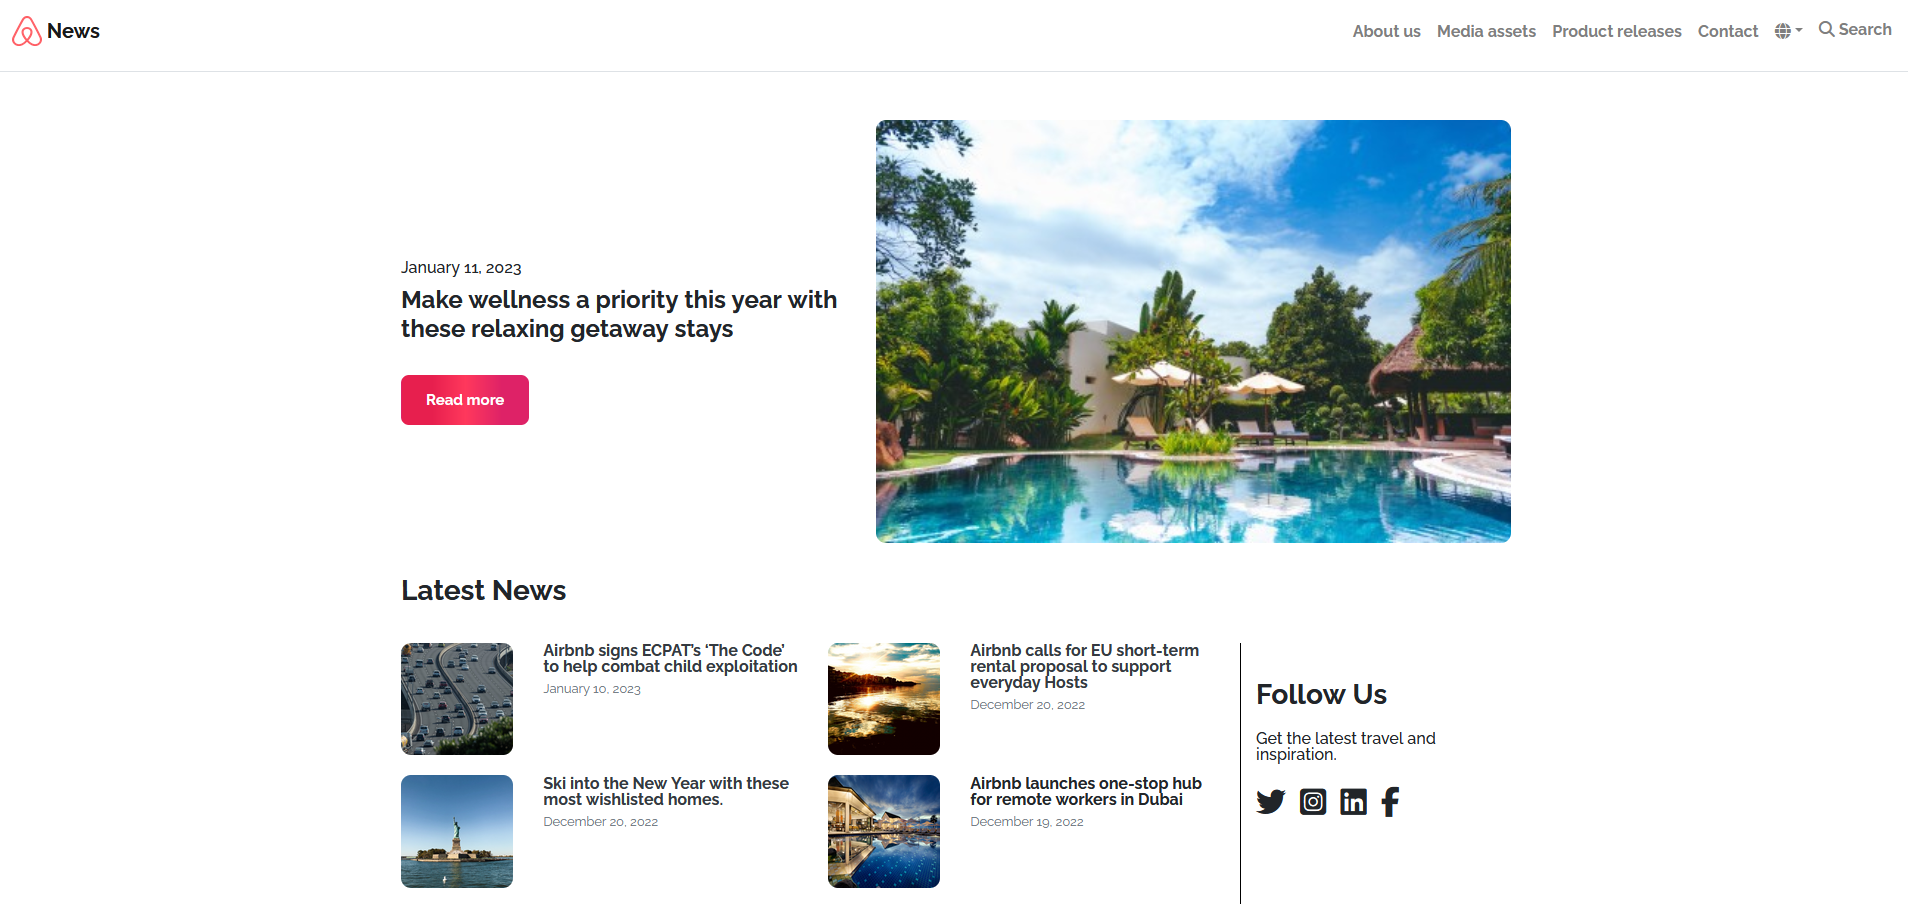 News
About us
Media assets
Product releases
Contact
Search
January 11, 2023
Make wellness a priority this year with
these relaxing getaway stays
Read more
Latest News
Airbnb signs ECPAT's ‘The Code’
to help combat child exploitation
January 10, 2023
Airbnb calls for EU short-term
rental proposal to support
everyday Hosts
December 20, 2022
Ski into the New Year with these
most wishlisted homes.
December 20, 2022
Airbnb launches one-stop hub
for remote workers in Dubai
December 19, 2022
Follow Us
Get the latest travel and
inspiration.